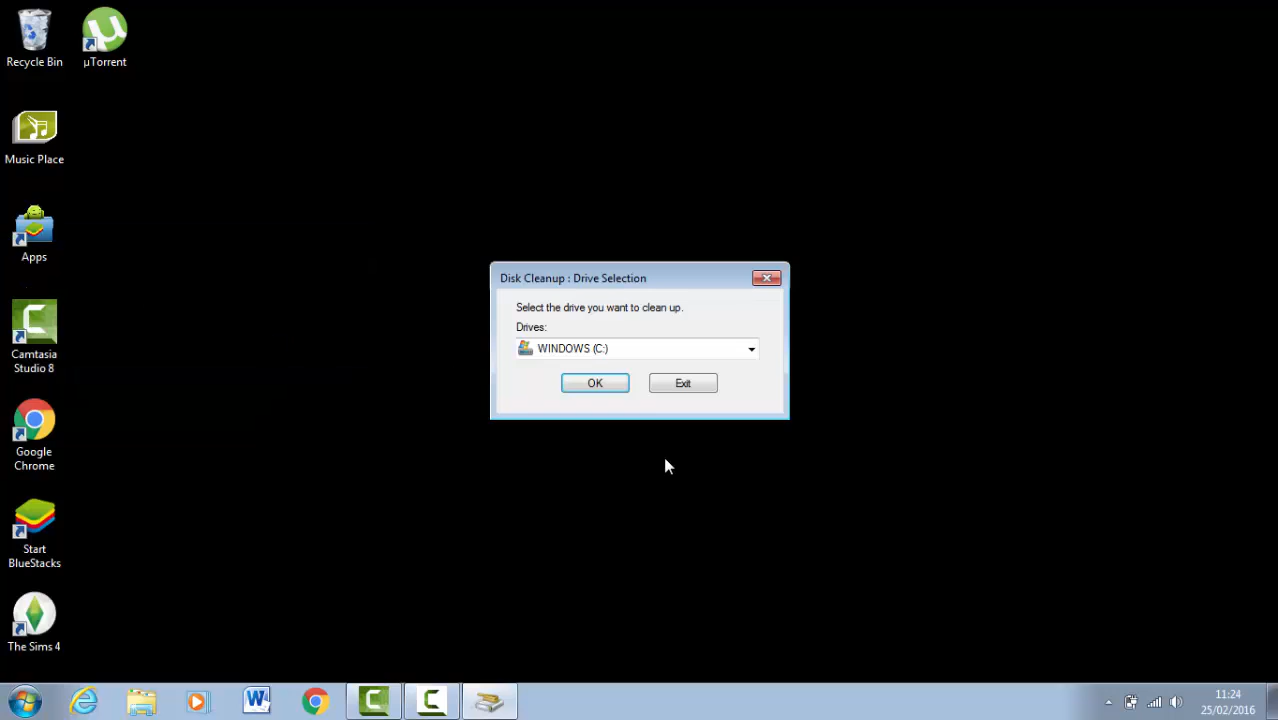 Recycle Bin
µTorrent
Music Place
Apps
Camtasia
Studio 8
Google
Chrome
Start
BlueStacks
The Sims 4
Disk Cleanup : Drive Selection
Select the drive you want to clean up.
Drives:
WINDOWS (C:)
OK
Exit
11:24
25/02/2016